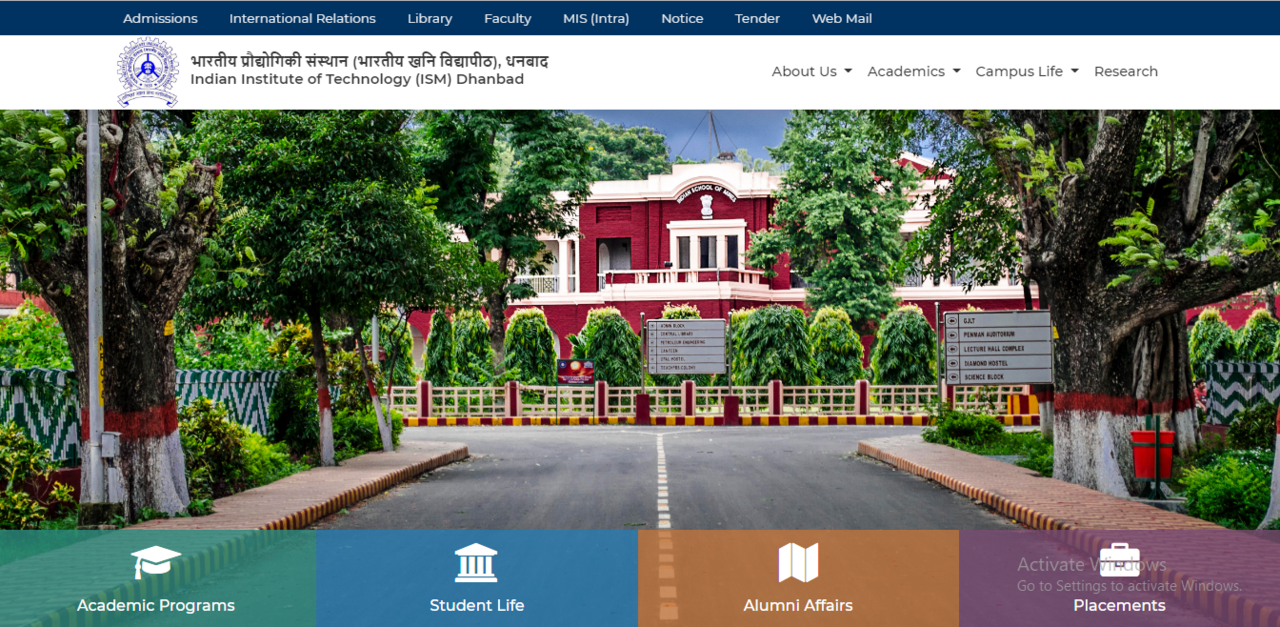 Admissions International Relations Library Faculty MIS (Intra) Notice Tender Web Mail
भारतीय प्रौद्योगिकी संस्थान (भारतीय खनि विद्यापीठ), धनबाद
Indian Institute of Technology (ISM) Dhanbad
About Us Academics Campus Life Research
INDIAN SCHOOL OF MINES
ADMIN BLOCK
CENTRAL LIBRARY
PETROLEUM ENGINEERING
CANTEEN
OPAL HOSTEL
TEACHERS COLONY
GJLT
PENMAN AUDITORIUM
LECTURE HALL COMPLEX
DIAMOND HOSTEL
SCIENCE BLOCK
Academic Programs
Student Life
Alumni Affairs
Placements
Activate Windows
Go to Settings to activate Windows.